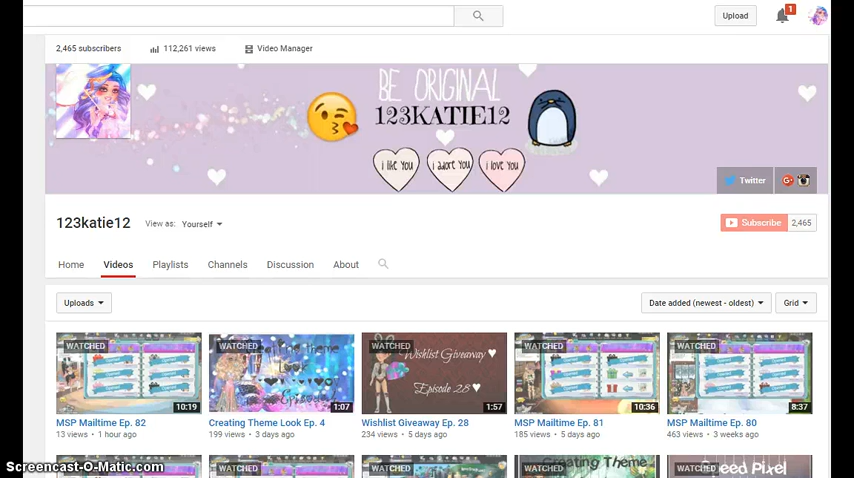 Upload
1
2,465 subscribers
112,261 views
Video Manager
BE ORIGINAL
123KATIE12
i like You
i adore You
i love You
Twitter
123katie12
View as: Yourself
Subscribe 2,465
Home Videos Playlists Channels Discussion About
Uploads
Date added (newest - oldest)
Grid
WATCHED WATCHED WATCHED WATCHED WATCHED
Wishlist Giveaway ♥
Episode 28 ♥
10:19 1:07 1:57 10:36 8:37
MSP Mailtime Ep. 82 Creating Theme Look Ep. 4 Wishlist Giveaway Ep. 28 MSP Mailtime Ep. 81 MSP Mailtime Ep. 80
13 views • 1 hour ago 199 views • 3 days ago 234 views • 5 days ago 185 views • 5 days ago 463 views • 3 weeks ago
Screencast-O-Matic.com
WATCHED WATCHED WATCHED WATCHED WATCHED
Creating Theme
Speed Pixel